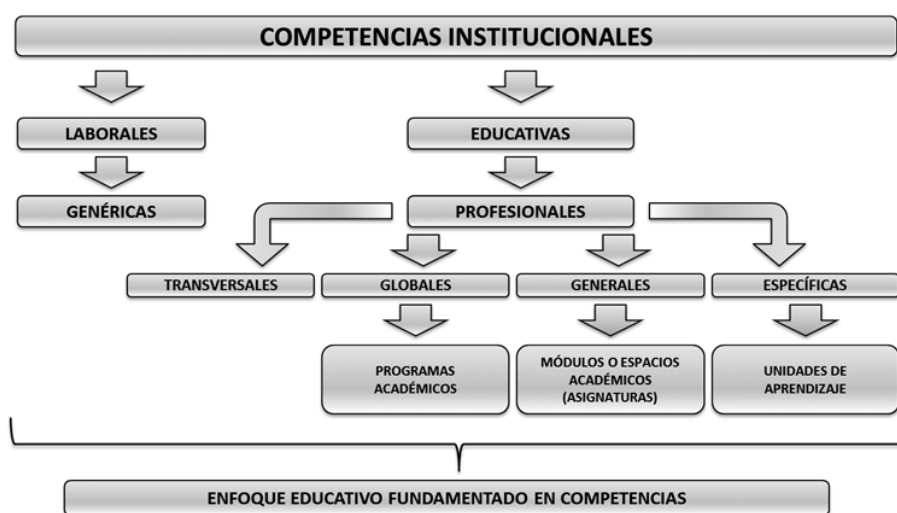 COMPETENCIAS INSTITUCIONALES
LABORALES
EDUCATIVAS
GENÉRICAS
PROFESIONALES
TRANSVERSALES
GLOBALES
GENERALES
ESPECÍFICAS
PROGRAMAS
ACADÉMICOS
MÓDULOS O ESPACIOS
ACADÉMICOS
(ASIGNATURAS)
UNIDADES DE
APRENDIZAJE
ENFOQUE EDUCATIVO FUNDAMENTADO EN COMPETENCIAS